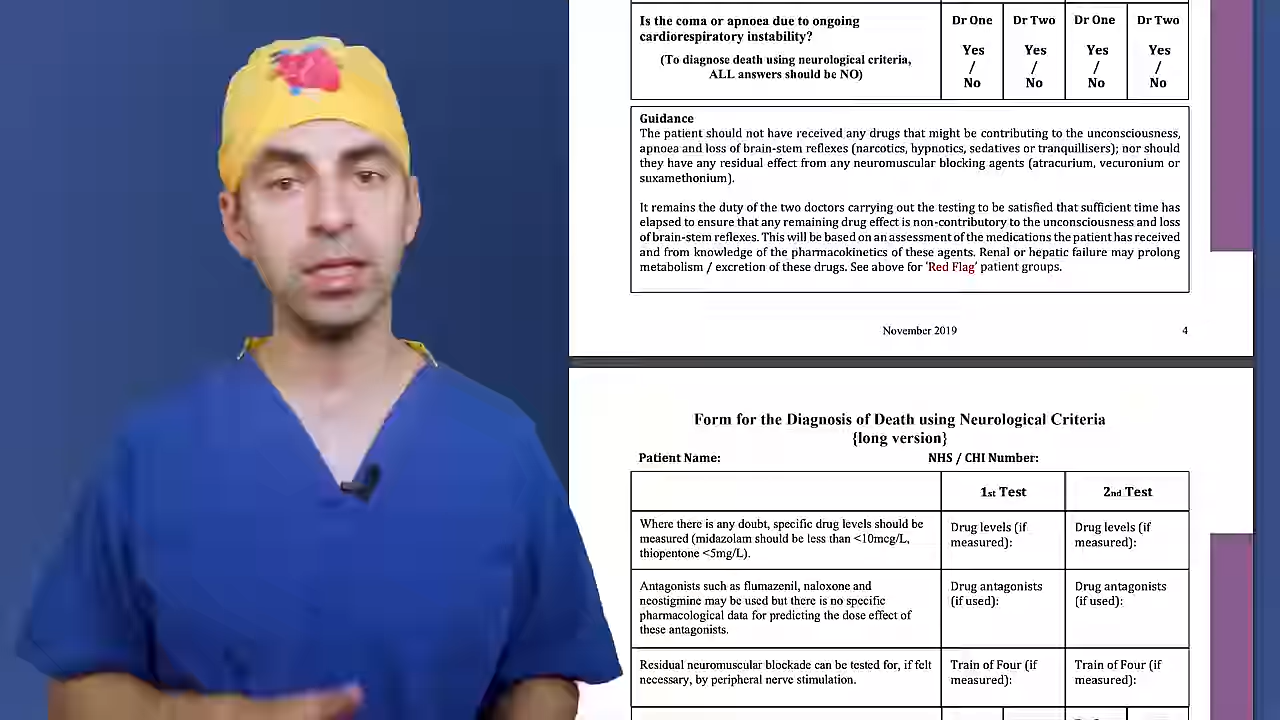 Is the coma or apnoea due to ongoing
cardiorespiratory instability?
(To diagnose death using neurological criteria,
ALL answers should be NO)
Dr One
Yes
/
No
Dr Two
Yes
/
No
Dr One
Yes
/
No
Dr Two
Yes
/
No
Guidance
The patient should not have received any drugs that might be contributing to the unconsciousness,
apnoea and loss of brain-stem reflexes (narcotics, hypnotics, sedatives or tranquillisers); nor should
they have any residual effect from any neuromuscular blocking agents (atracurium, vecuronium or
suxamethonium).
It remains the duty of the two doctors carrying out the testing to be satisfied that sufficient time has
elapsed to ensure that any remaining drug effect is non-contributory to the unconsciousness and loss
of brain-stem reflexes. This will be based on an assessment of the medications the patient has received
and from knowledge of the pharmacokinetics of these agents. Renal or hepatic failure may prolong
metabolism / excretion of these drugs. See above for 'Red Flag' patient groups.
November 2019
4
Form for the Diagnosis of Death using Neurological Criteria
{long version}
Patient Name:
NHS / CHI Number:
1st Test
2nd Test
Where there is any doubt, specific drug levels should be
measured (midazolam should be less than <10mcg/L,
thiopentone <5mg/L).
Drug levels (if
measured):
Drug levels (if
measured):
Antagonists such as flumazenil, naloxone and
neostigmine may be used but there is no specific
pharmacological data for predicting the dose effect of
these antagonists.
Drug antagonists
(if used):
Drug antagonists
(if used):
Residual neuromuscular blockade can be tested for, if felt
necessary, by peripheral nerve stimulation.
Train of Four (if
measured):
Train of Four (if
measured):